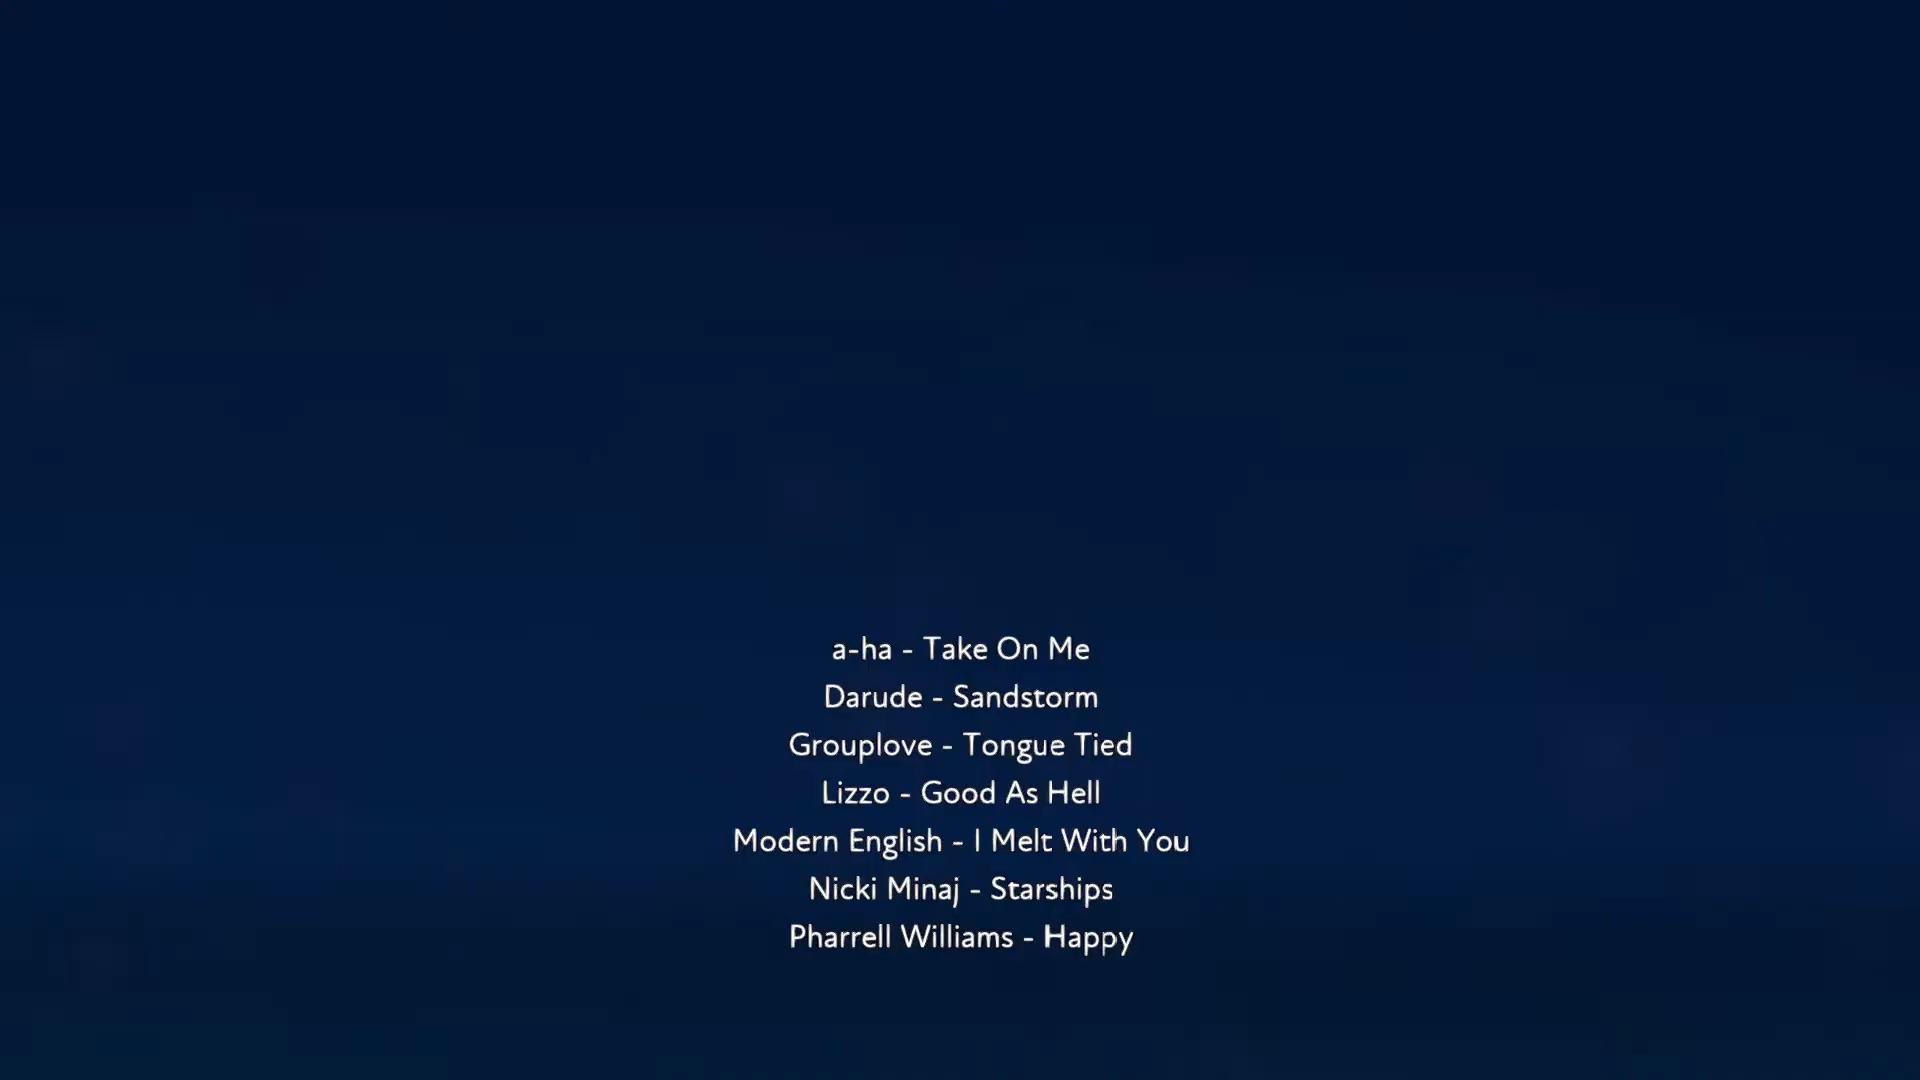 a-ha - Take On Me
Darude - Sandstorm
Grouplove - Tongue Tied
Lizzo - Good As Hell
Modern English - I Melt With You
Nicki Minaj - Starships
Pharrell Williams - Happy